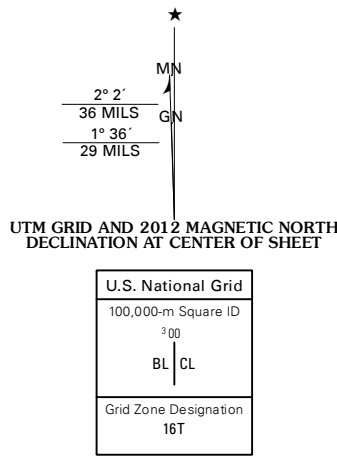 ★
MN
2° 2´
36 MILS
GN
1° 36´
29 MILS
UTM GRID AND 2012 MAGNETIC NORTH
DECLINATION AT CENTER OF SHEET
U.S. National Grid
100,000-m Square ID
³00
BL CL
Grid Zone Designation
16T